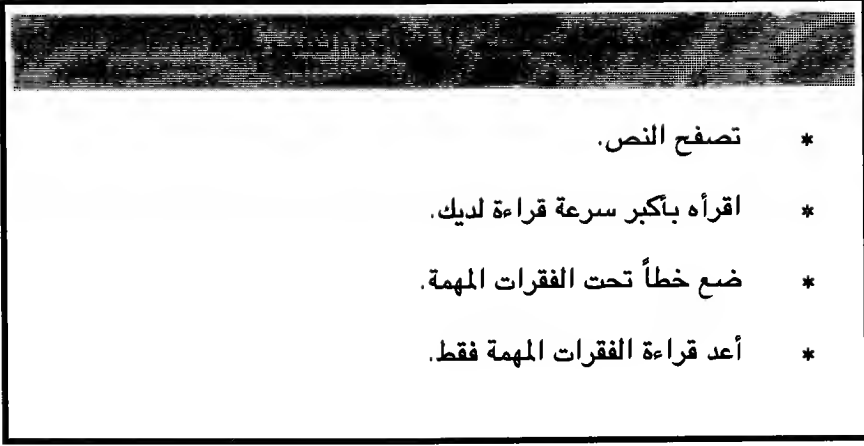 * تصفح النص.
* اقرأه بأكبر سرعة قراءة لديك.
* ضع خطاً تحت الفقرات المهمة.
* أعد قراءة الفقرات المهمة فقط.